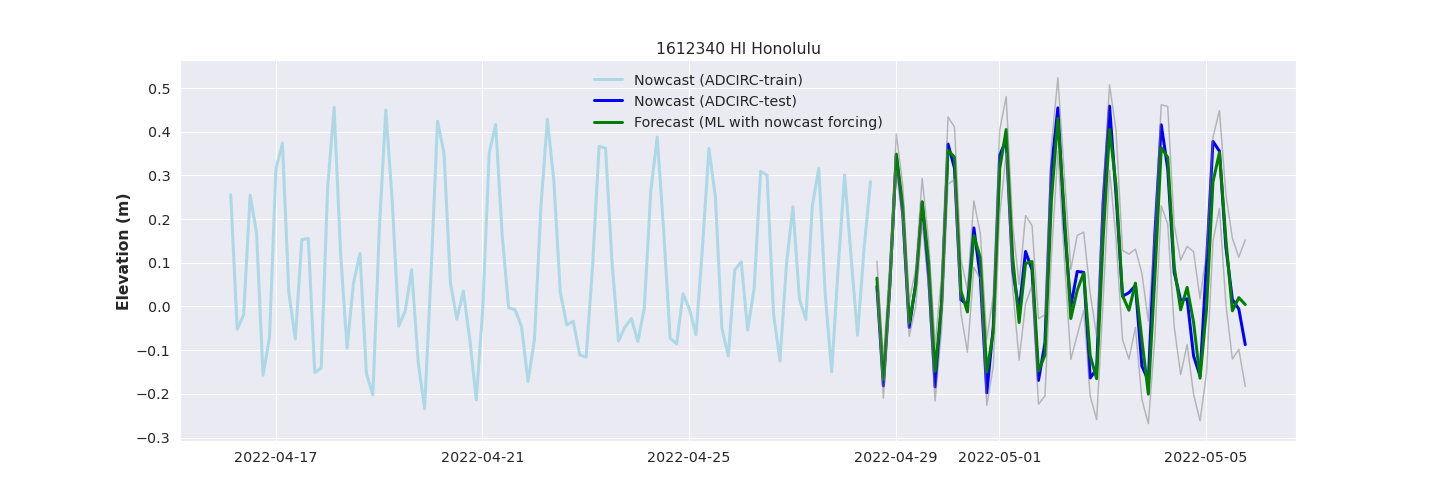 1612340 HI Honolulu
Nowcast (ADCIRC-train)
Nowcast (ADCIRC-test)
Forecast (ML with nowcast forcing)
Elevation (m)
0.5
0.4
0.3
0.2
0.1
0.0
−0.1
−0.2
−0.3
2022-04-17 2022-04-21 2022-04-25 2022-04-29 2022-05-01 2022-05-05